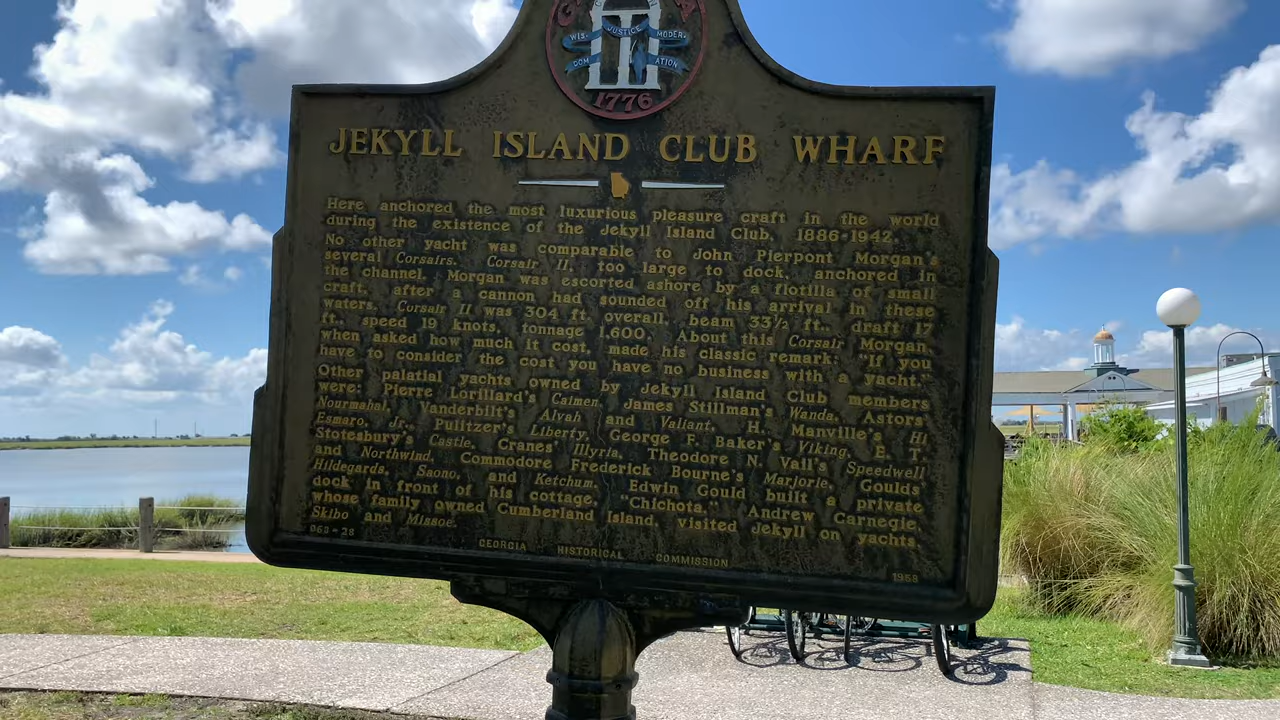 WIS- JUSTICE MODER-
DOM ATION
1776
JEKYLL ISLAND CLUB WHARF
Here anchored the most luxurious pleasure craft in the world
during the existence of the Jekyll Island Club, 1886-1942.
No other yacht was comparable to John Pierpont Morgan's
several Corsairs. Corsair II, too large to dock, anchored in
the channel. Morgan was escorted ashore by a flotilla of small
craft, after a cannon had sounded off his arrival in these
waters. Corsair II was 304 ft. overall, beam 33½ ft., draft 17
ft., speed 19 knots, tonnage 1,600. About this Corsair Morgan,
when asked how much it cost, made his classic remark: "If you
have to consider the cost you have no business with a yacht."
Other palatial yachts owned by Jekyll Island Club members
were: Pierre Lorillard's Caimen, James Stillman's Wanda, Astors'
Nourmahal, Vanderbilt's Alvah and Valiant, H. Manville's Hi
Esmaro, Jr., Pulitzer's Liberty, George F. Baker's Viking, E. T.
Stotesbury's Castle, Cranes' Illyria, Theodore N. Vail's Speedwell
and Northwind, Commodore Frederick Bourne's Marjorie, Goulds'
Hildegards, Saono, and Ketchum. Edwin Gould built a private
dock in front of his cottage, "Chichota." Andrew Carnegie,
whose family owned Cumberland Island, visited Jekyll on yachts
Skibo and Missoe.
063-28 GEORGIA HISTORICAL COMMISSION 1958